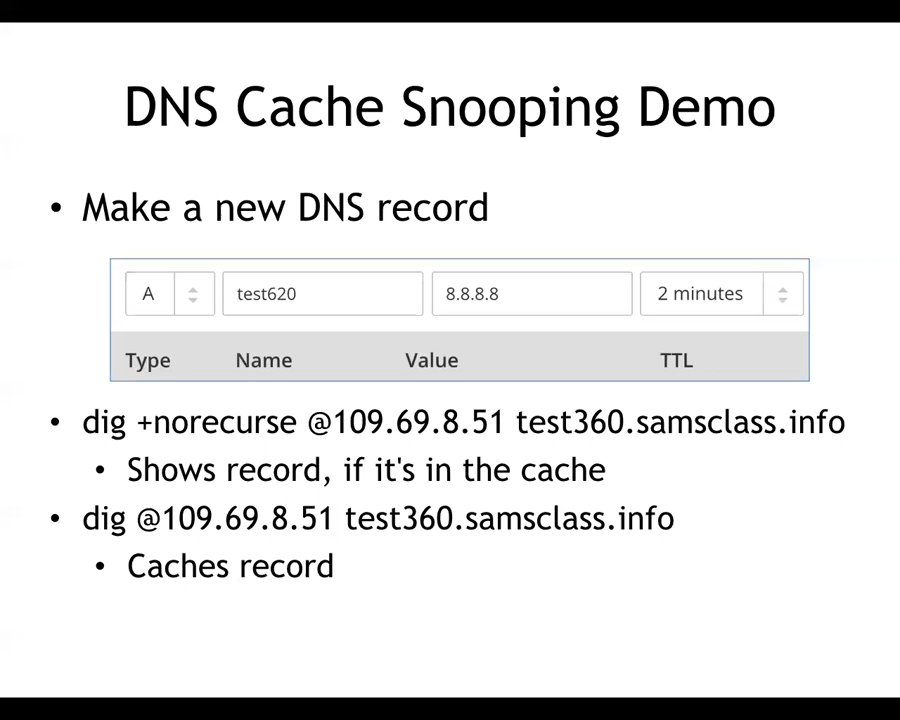 DNS Cache Snooping Demo
• Make a new DNS record
A test620 8.8.8.8 2 minutes
Type Name Value TTL
• dig +norecurse @109.69.8.51 test360.samsclass.info
• Shows record, if it's in the cache
• dig @109.69.8.51 test360.samsclass.info
• Caches record